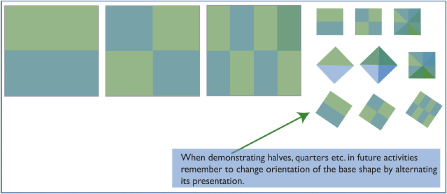 When demonstrating halves, quarters etc. in future activities
remember to change orientation of the base shape by alternating
its presentation.